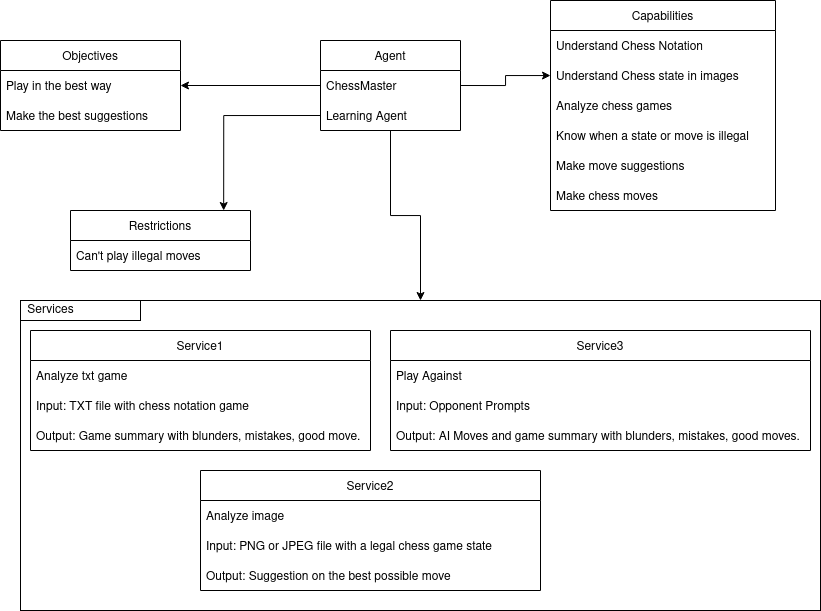 Capabilities
Understand Chess Notation
Understand Chess state in images
Analyze chess games
Know when a state or move is illegal
Make move suggestions
Make chess moves
Objectives
Play in the best way
Make the best suggestions
Agent
ChessMaster
Learning Agent
Restrictions
Can't play illegal moves
Services
Service1
Analyze txt game
Input: TXT file with chess notation game
Output: Game summary with blunders, mistakes, good move.
Service3
Play Against
Input: Opponent Prompts
Output: AI Moves and game summary with blunders, mistakes, good moves.
Service2
Analyze image
Input: PNG or JPEG file with a legal chess game state
Output: Suggestion on the best possible move